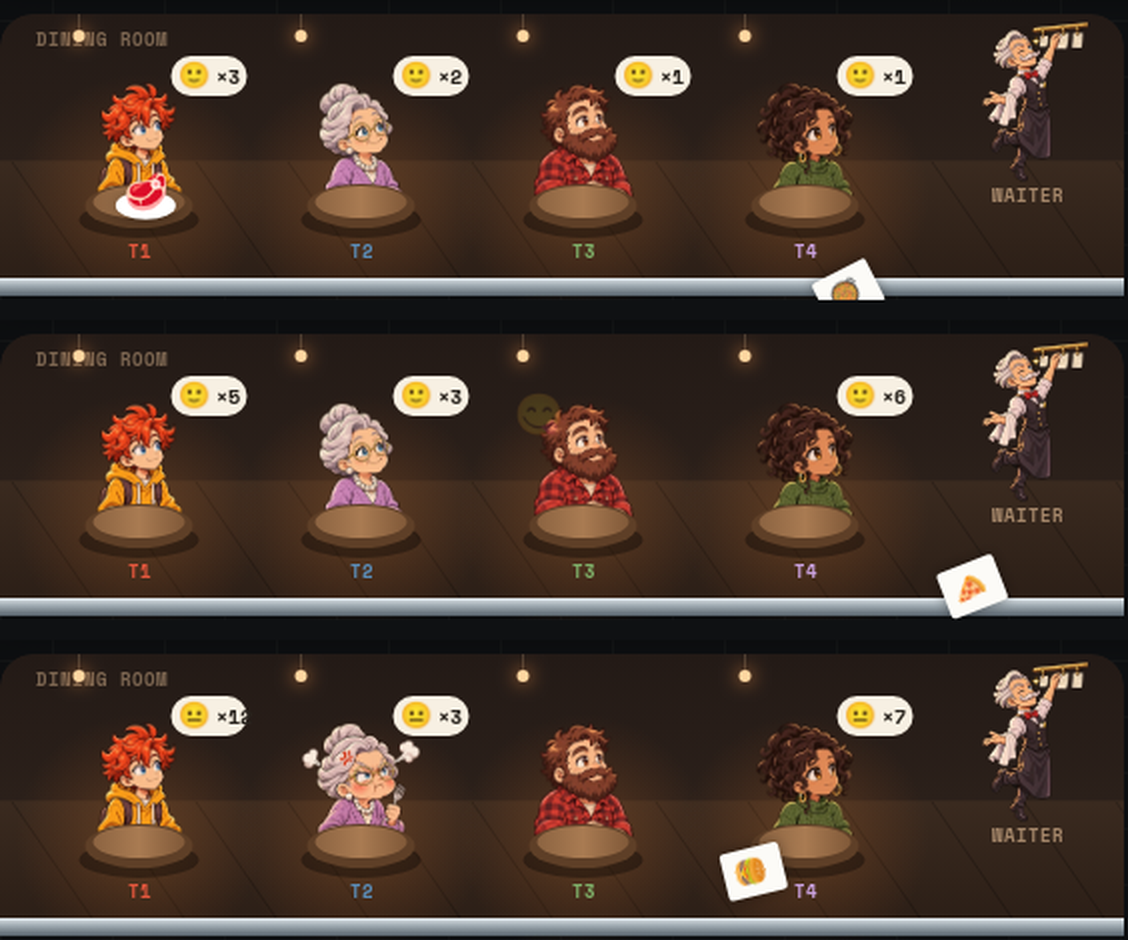 DINING ROOM
×3
×2
×1
×1
T1
T2
T3
T4
WAITER
DINING ROOM
×5
×3
×6
T1
T2
T3
T4
WAITER
DINING ROOM
×12
×3
×7
T1
T2
T3
T4
WAITER